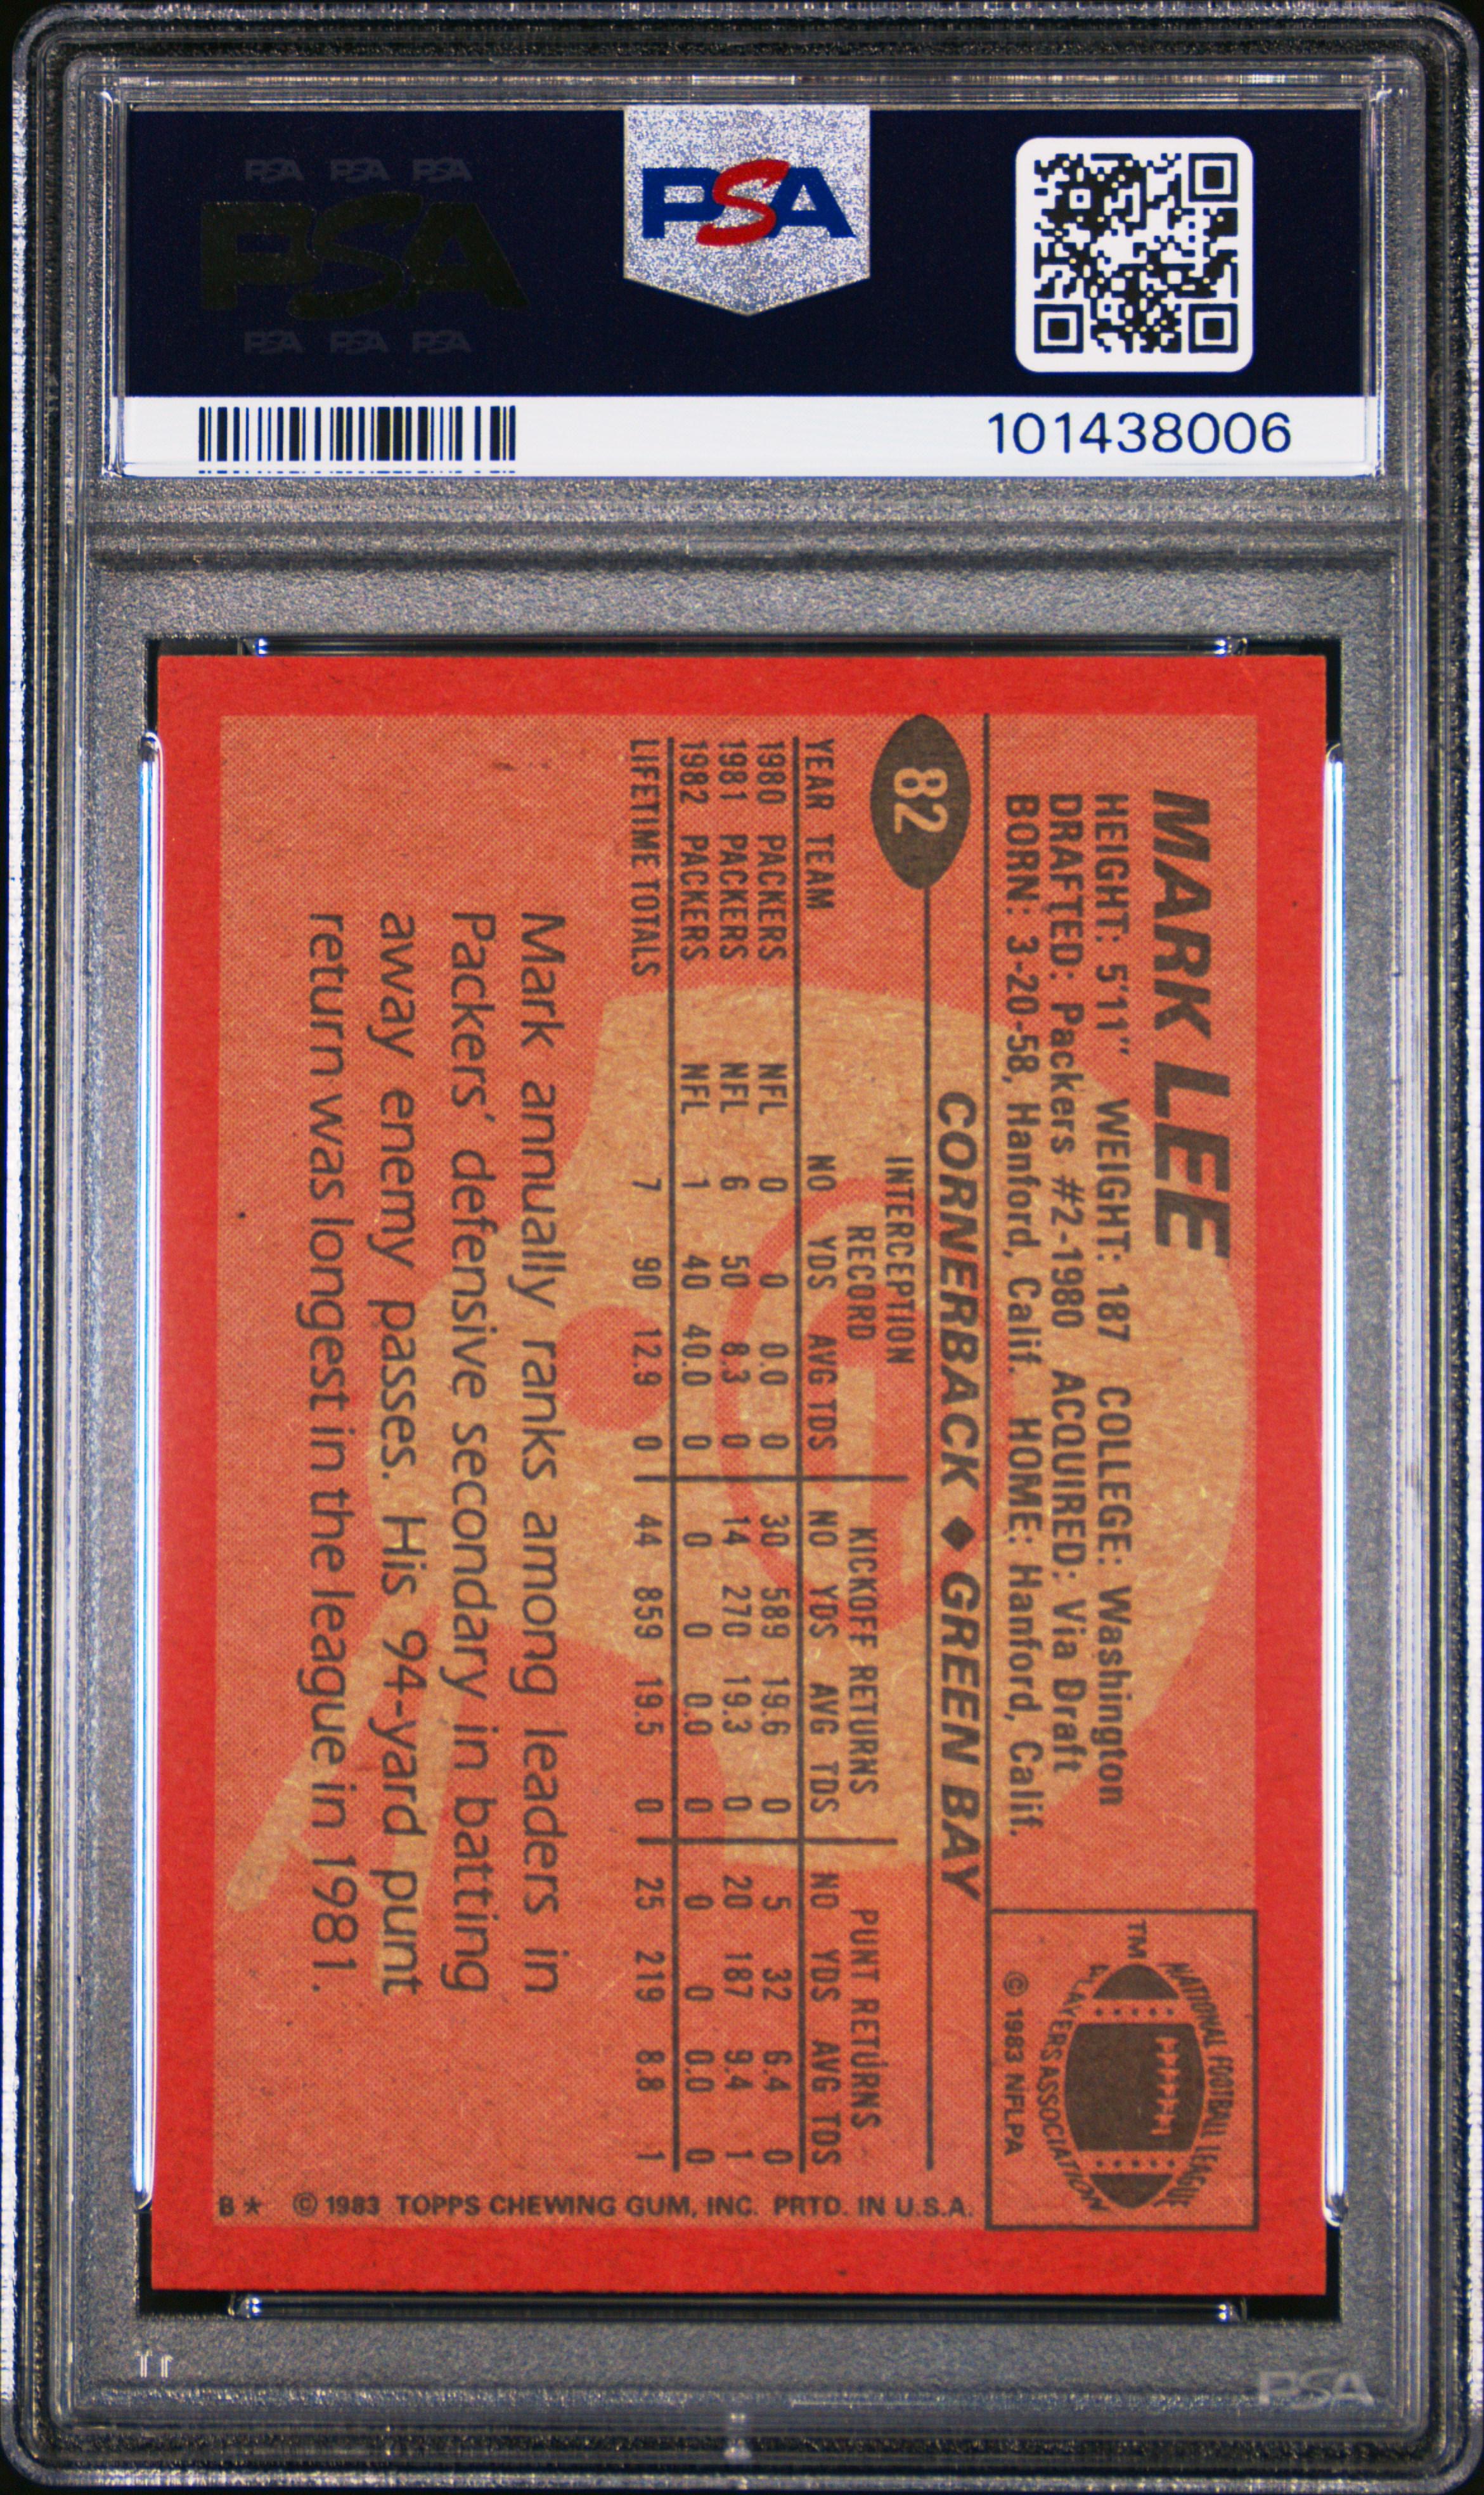 PSA PSA PSA
PSA
PSA PSA PSA
PSA
101438006
MARK LEE
HEIGHT: 5'11" WEIGHT: 187 COLLEGE: Washington
DRAFTED: Packers #2-1980 ACQUIRED: Via Draft
BORN: 3-20-58, Hanford, Calif. HOME: Hanford, Calif.
NATIONAL FOOTBALL LEAGUE
PLAYERS ASSOCIATION
TM
© 1983 NFLPA
82
CORNERBACK ◆ GREEN BAY
INTERCEPTION RECORD KICKOFF RETURNS PUNT RETURNS
YEAR TEAM NO YDS AVG TDS NO YDS AVG TDS NO YDS AVG TDS
1980 PACKERS NFL 0 0 0.0 0 30 589 19.6 0 5 32 6.4 0
1981 PACKERS NFL 6 50 8.3 0 14 270 19.3 0 20 187 9.4 1
1982 PACKERS NFL 1 40 40.0 0 0 0 0.0 0 0 0 0.0 0
LIFETIME TOTALS 7 90 12.9 0 44 859 19.5 0 25 219 8.8 1
Mark annually ranks among leaders in
Packers' defensive secondary in batting
away enemy passes. His 94-yard punt
return was longest in the league in 1981.
B* © 1983 TOPPS CHEWING GUM, INC. PRTD. IN U.S.A.
PSA